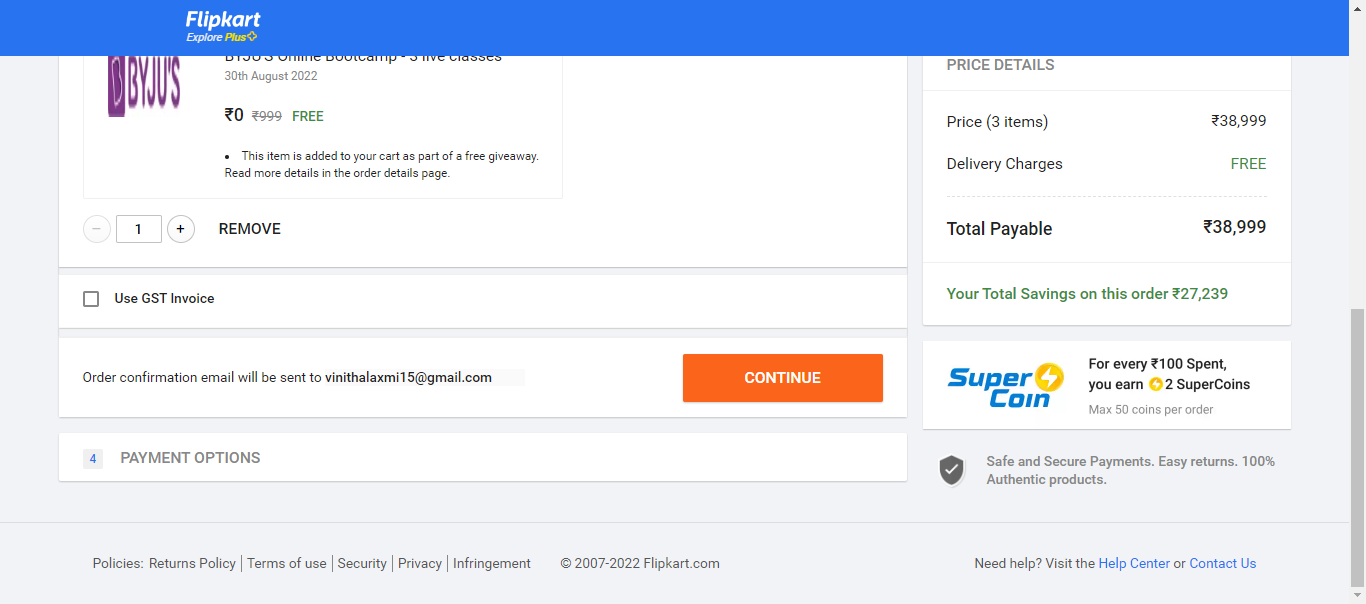 Flipkart
Explore Plus
BYJU'S
BYJU'S Online Bootcamp - 3 live classes
30th August 2022
₹0 ₹999 FREE
• This item is added to your cart as part of a free giveaway.
Read more details in the order details page.
− 1 + REMOVE
Use GST Invoice
Order confirmation email will be sent to vinithalaxmi15@gmail.com
CONTINUE
4 PAYMENT OPTIONS
PRICE DETAILS
Price (3 items) ₹38,999
Delivery Charges FREE
Total Payable ₹38,999
Your Total Savings on this order ₹27,239
Super
Coin
For every ₹100 Spent,
you earn 2 SuperCoins
Max 50 coins per order
Safe and Secure Payments. Easy returns. 100%
Authentic products.
Policies: Returns Policy | Terms of use | Security | Privacy | Infringement © 2007-2022 Flipkart.com Need help? Visit the Help Center or Contact Us